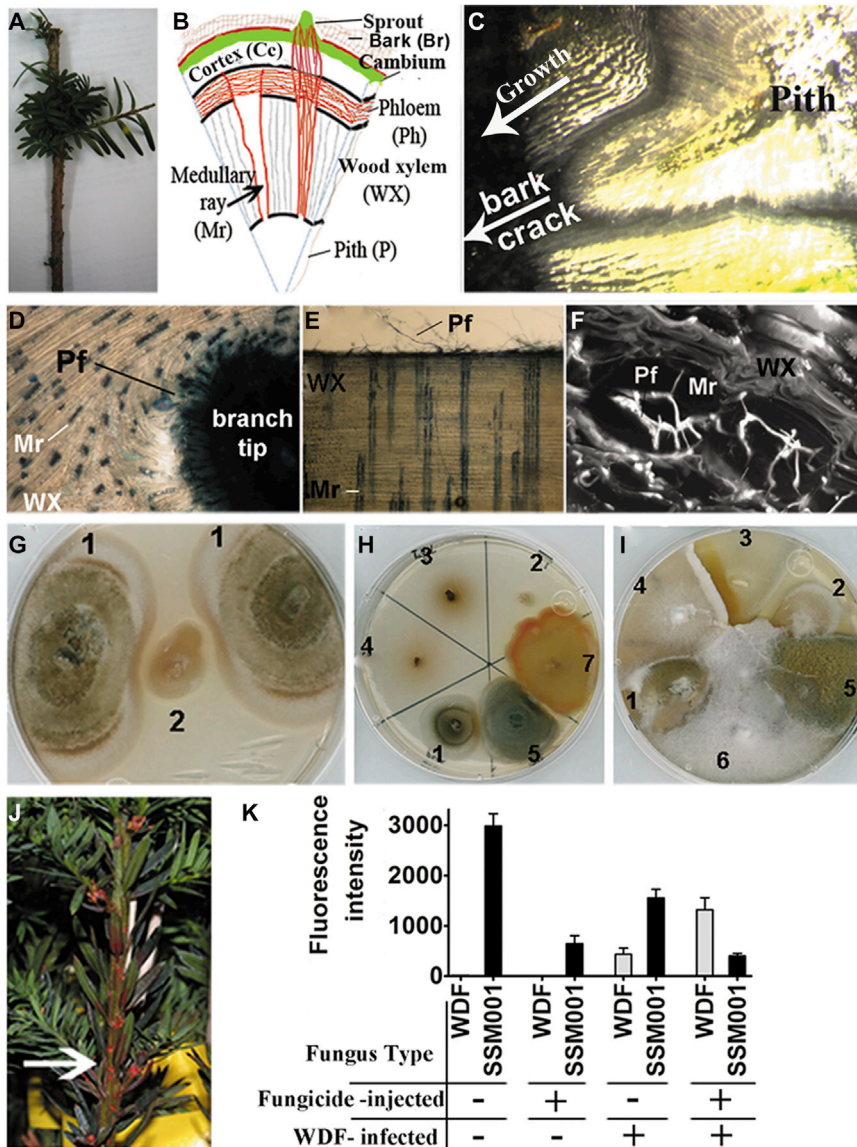 A
B
Sprout
Bark (Br)
Cambium
Cortex (Cc)
Phloem
(Ph)
Wood xylem
(WX)
Medullary
ray
(Mr)
Pith (P)
C
Growth
Pith
bark
crack
D
Pf
Mr
branch
tip
WX
E
Pf
WX
Mr
F
Pf
Mr
WX
G
1
1
2
H
3
2
4
7
1
5
I
3
4
2
1
5
6
J
K
Fluorescence
intensity
3000
2000
1000
0
WDF
SSM001
WDF
SSM001
WDF
SSM001
WDF
SSM001
Fungus Type
Fungicide -injected
- + - +
WDF- infected
- - + +